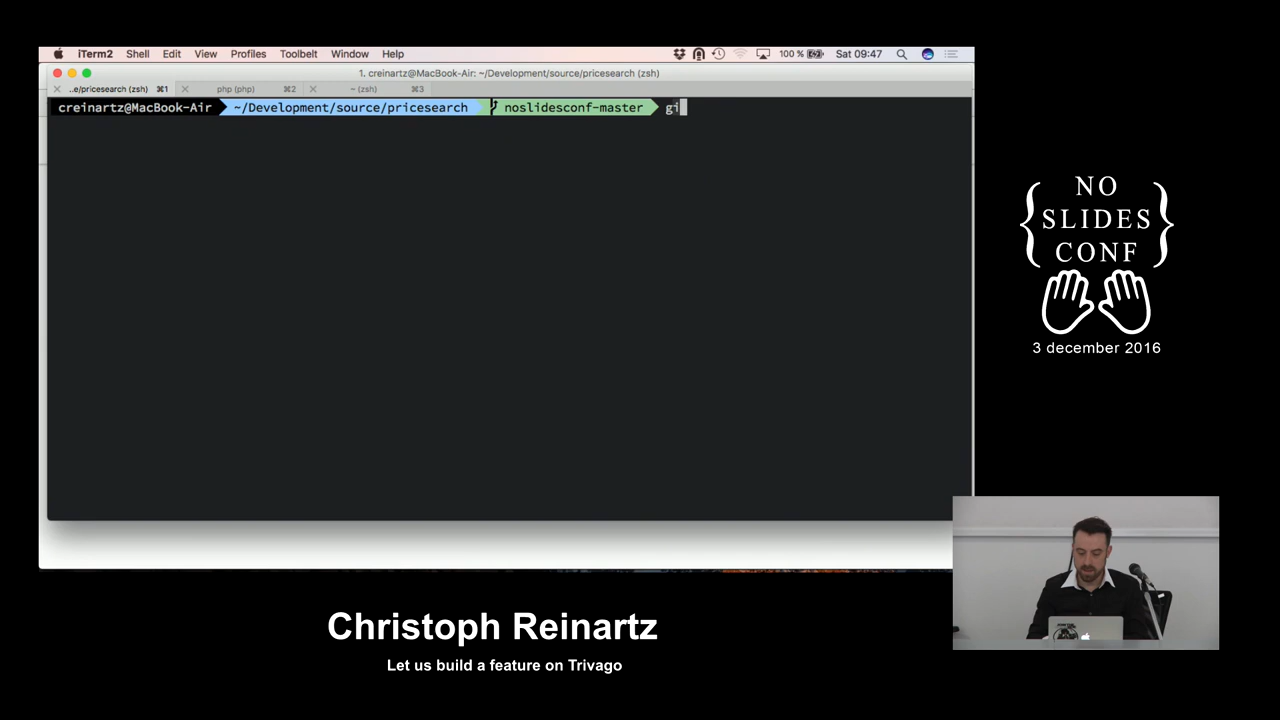 iTerm2 Shell Edit View Profiles Toolbelt Window Help 100 % Sat 09:47
1. creinartz@MacBook-Air: ~/Development/source/pricesearch (zsh)
..e/pricesearch (zsh) ⌘1 php (php) ⌘2 ~ (zsh) ⌘3
creinartz@MacBook-Air ~/Development/source/pricesearch noslidesconf-master gi
NO
SLIDES
CONF
3 december 2016
Christoph Reinartz
Let us build a feature on Trivago